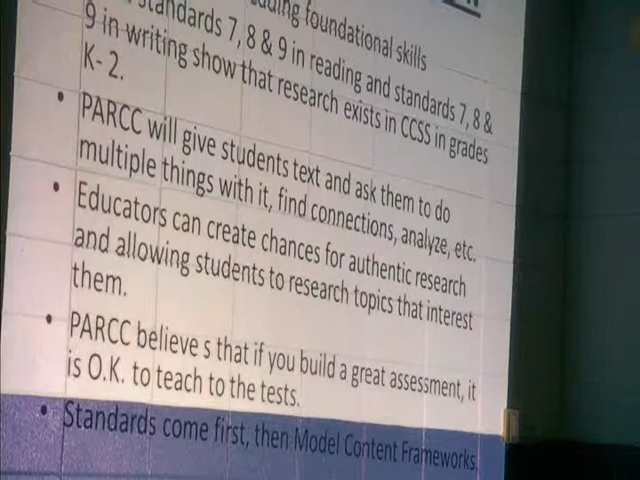 foundational skills
standards 7, 8 & 9 in reading and standards 7, 8 &
9 in writing show that research exists in CCSS in grades
K- 2.
• PARCC will give students text and ask them to do
multiple things with it, find connections, analyze, etc.
• Educators can create chances for authentic research
and allowing students to research topics that interest
them.
• PARCC believe s that if you build a great assessment, it
is O.K. to teach to the tests.
• Standards come first, then Model Content Frameworks,